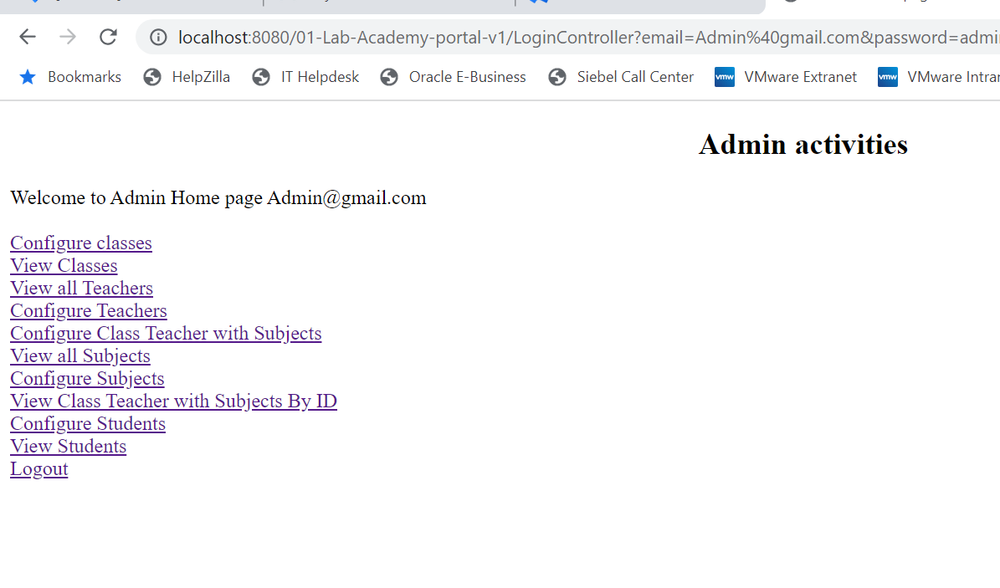 localhost:8080/01-Lab-Academy-portal-v1/LoginController?email=Admin%40gmail.com&password=admi
Bookmarks HelpZilla IT Helpdesk Oracle E-Business Siebel Call Center vmw VMware Extranet vmw VMware Intra
Admin activities
Welcome to Admin Home page Admin@gmail.com
Configure classes
View Classes
View all Teachers
Configure Teachers
Configure Class Teacher with Subjects
View all Subjects
Configure Subjects
View Class Teacher with Subjects By ID
Configure Students
View Students
Logout